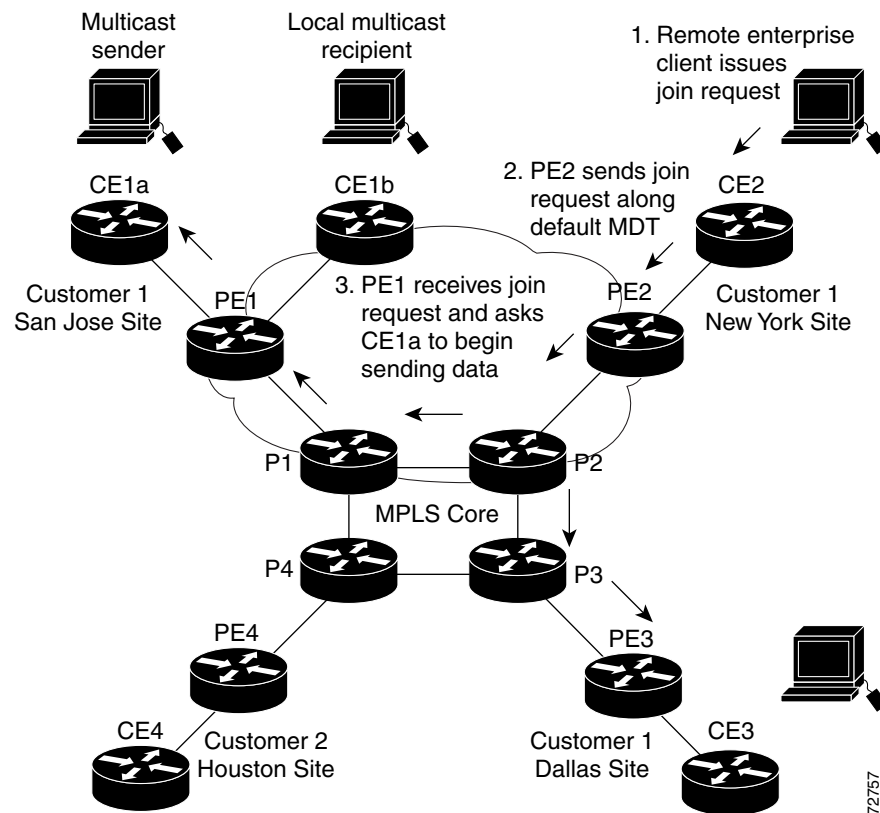 Multicast
sender
Local multicast
recipient
1. Remote enterprise
client issues
join request
CE1a
CE1b
2. PE2 sends join
request along
default MDT
CE2
Customer 1
San Jose Site
PE1
3. PE1 receives join
request and asks
CE1a to begin
sending data
PE2
Customer 1
New York Site
P1
P2
MPLS Core
P4
P3
PE4
PE3
CE4
Customer 2
Houston Site
Customer 1
Dallas Site
CE3
72757